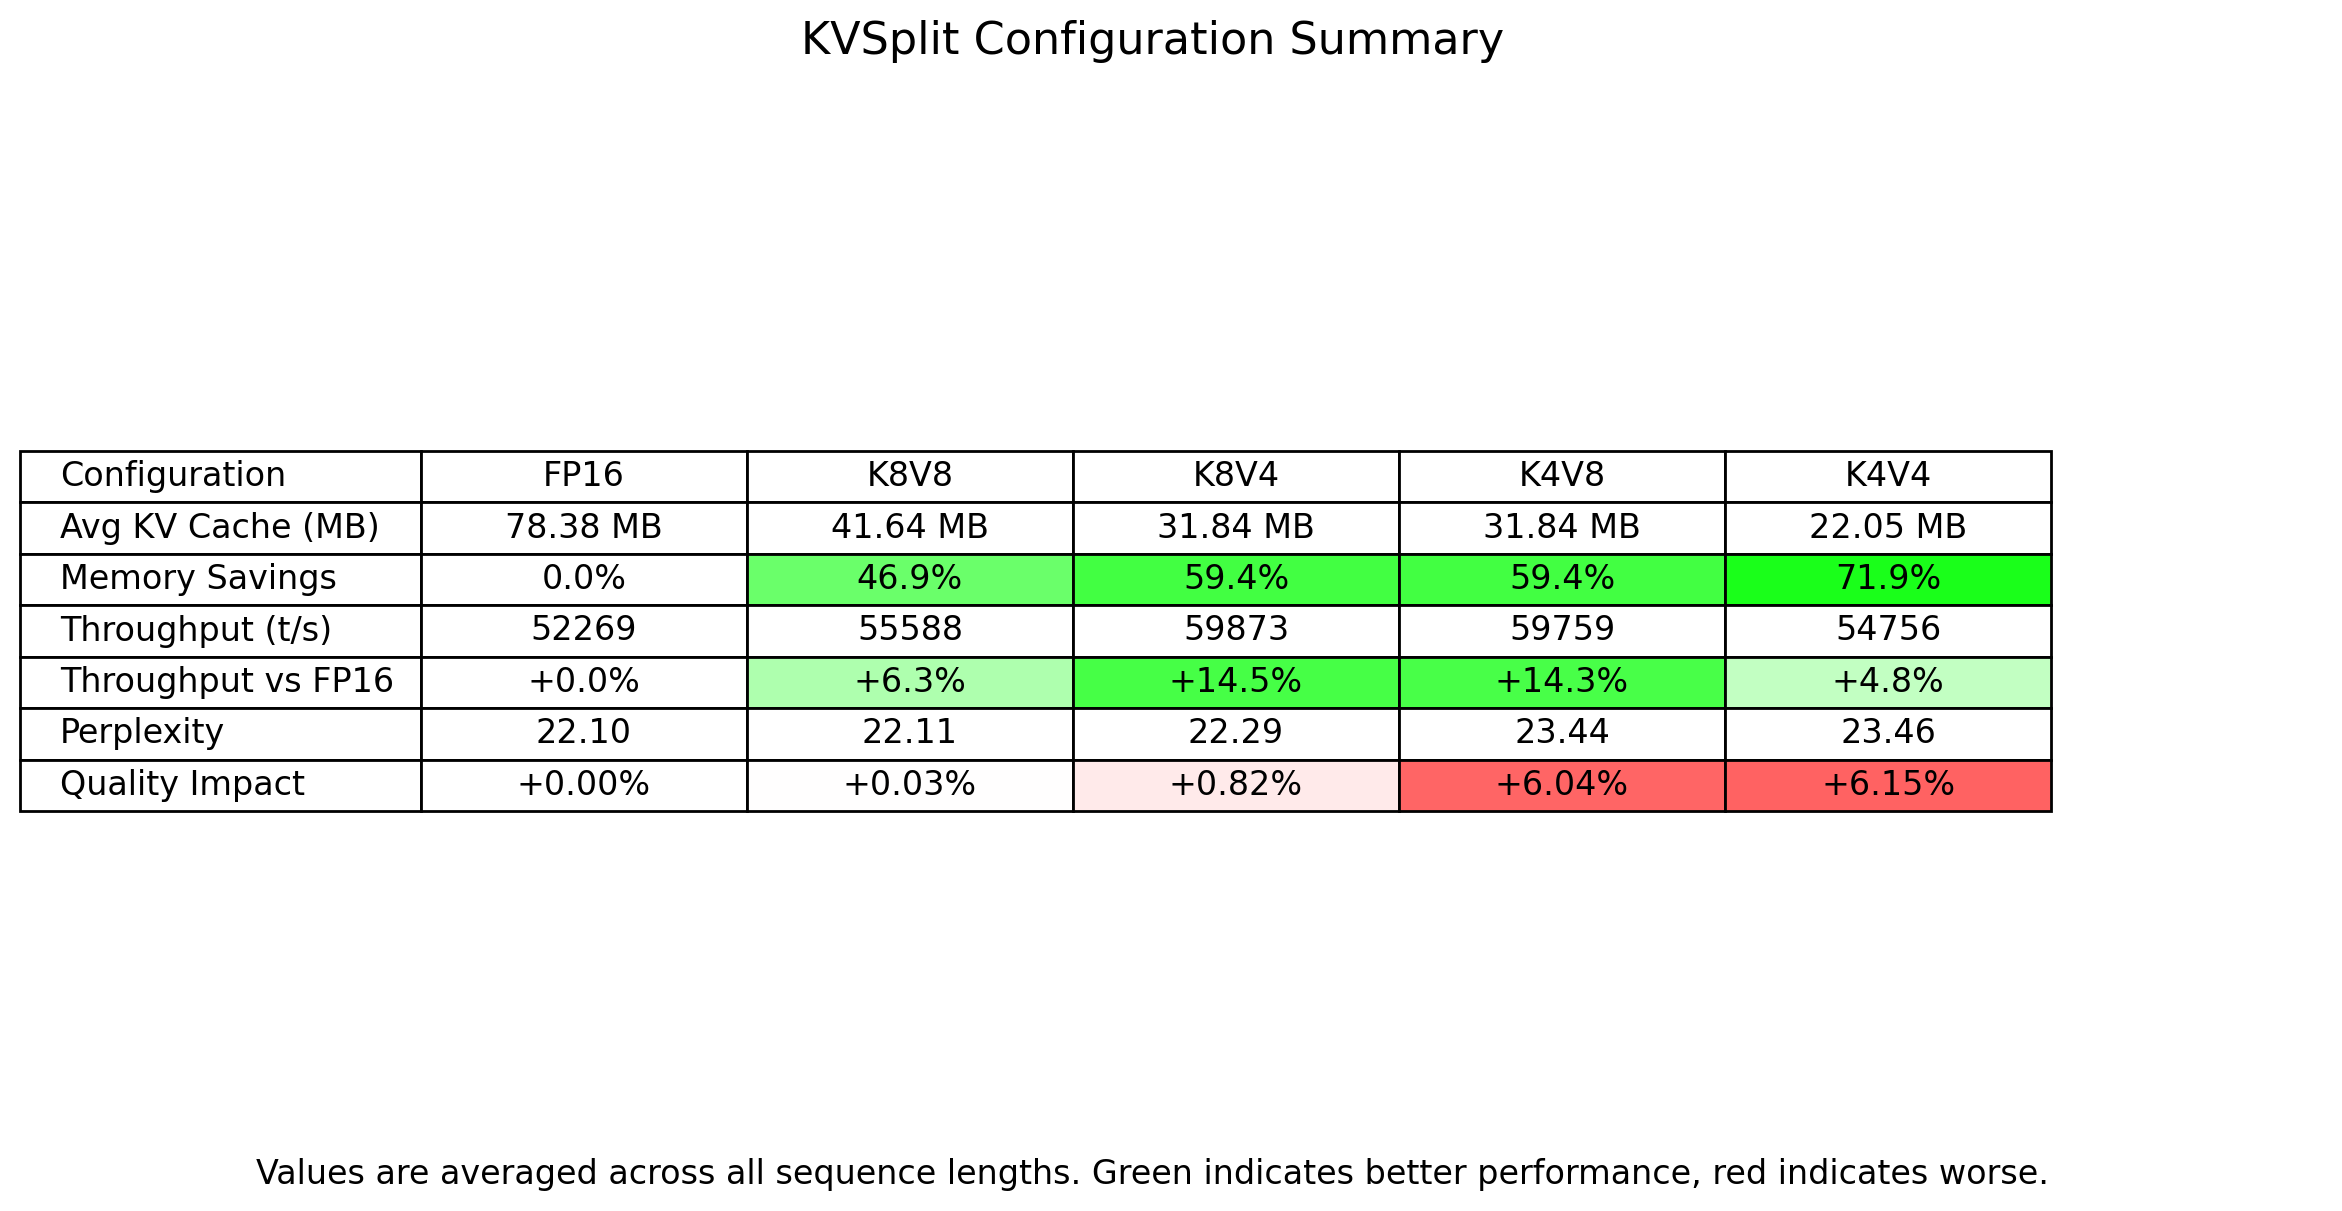 KVSplit Configuration Summary
Configuration FP16 K8V8 K8V4 K4V8 K4V4
Avg KV Cache (MB) 78.38 MB 41.64 MB 31.84 MB 31.84 MB 22.05 MB
Memory Savings 0.0% 46.9% 59.4% 59.4% 71.9%
Throughput (t/s) 52269 55588 59873 59759 54756
Throughput vs FP16 +0.0% +6.3% +14.5% +14.3% +4.8%
Perplexity 22.10 22.11 22.29 23.44 23.46
Quality Impact +0.00% +0.03% +0.82% +6.04% +6.15%
Values are averaged across all sequence lengths. Green indicates better performance, red indicates worse.